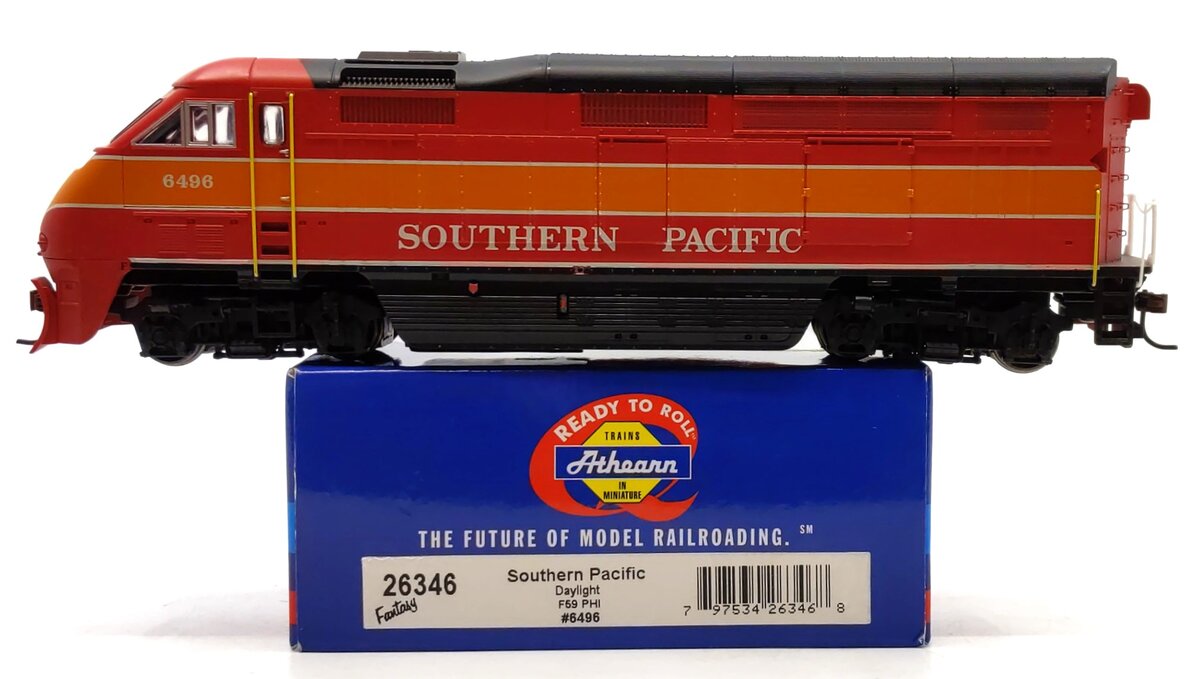 6496
SOUTHERN PACIFIC
READY TO ROLL
TRAINS
Athearn
IN
MINIATURE
THE FUTURE OF MODEL RAILROADING. SM
26346
Fantasy
Southern Pacific
Daylight
F59 PHI
#6496
7 97534 26346 8